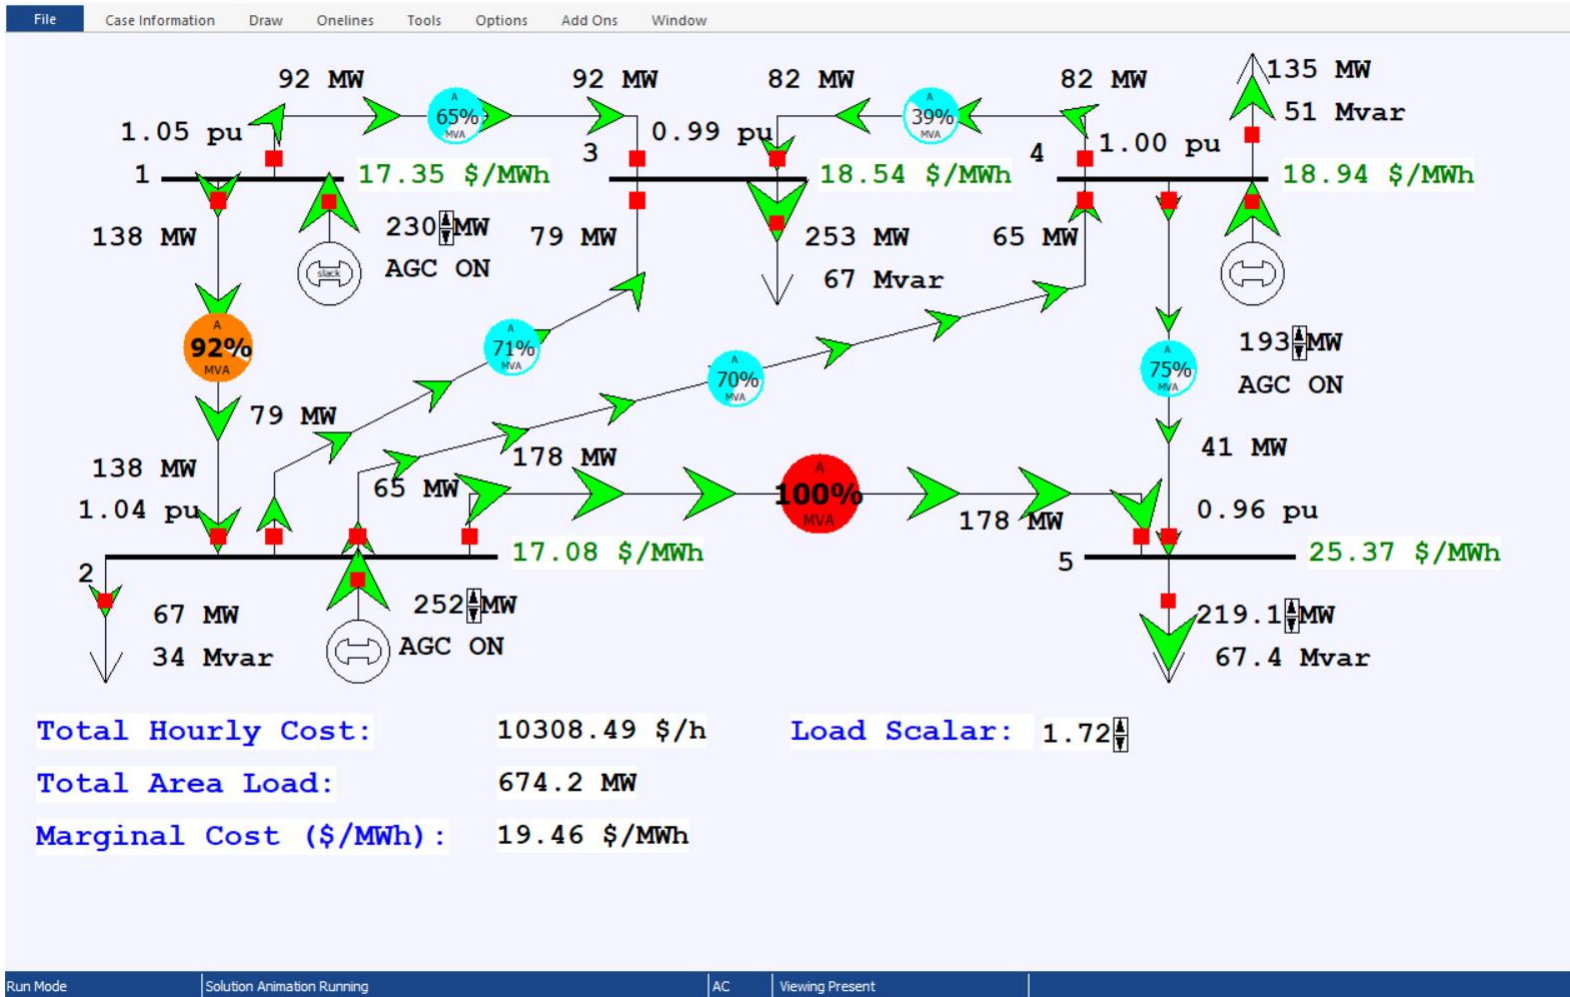 File Case Information Draw Onelines Tools Options Add Ons Window
92 MW
92 MW
82 MW
82 MW
135 MW
51 Mvar
A
65%
MVA
A
39%
MVA
1.05 pu
3
0.99 pu
4
1.00 pu
1
17.35 $/MWh
18.54 $/MWh
18.94 $/MWh
138 MW
230 MW
AGC ON
slack
79 MW
253 MW
67 Mvar
65 MW
A
92%
MVA
A
71%
MVA
A
70%
MVA
A
75%
MVA
193 MW
AGC ON
79 MW
138 MW
178 MW
41 MW
65 MW
A
100%
MVA
1.04 pu
178 MW
0.96 pu
2
17.08 $/MWh
5
25.37 $/MWh
67 MW
34 Mvar
252 MW
AGC ON
219.1 MW
67.4 Mvar
Total Hourly Cost: 10308.49 $/h Load Scalar: 1.72
Total Area Load: 674.2 MW
Marginal Cost ($/MWh): 19.46 $/MWh
Run Mode Solution Animation Running AC Viewing Present